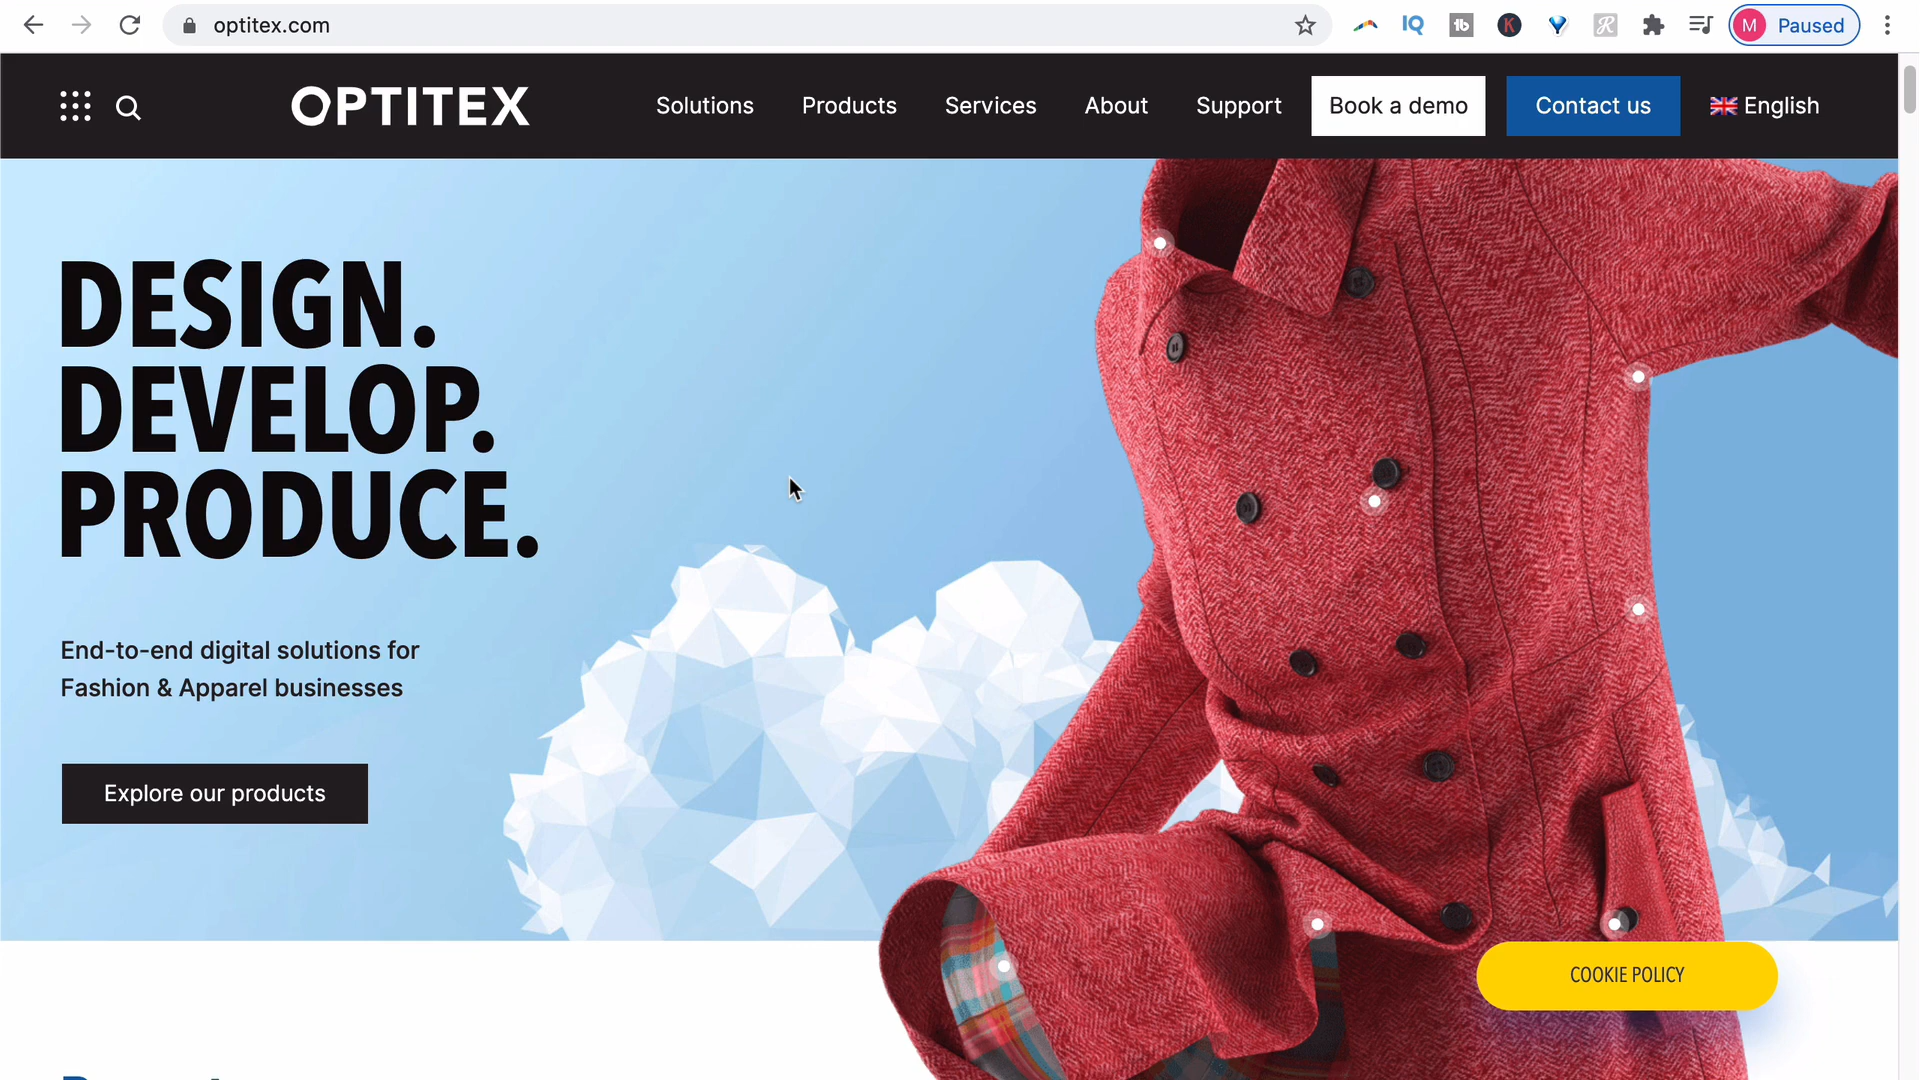 optitex.com
M Paused
OPTITEX
Solutions
Products
Services
About
Support
Book a demo
Contact us
English
DESIGN.
DEVELOP.
PRODUCE.
End-to-end digital solutions for
Fashion & Apparel businesses
Explore our products
COOKIE POLICY